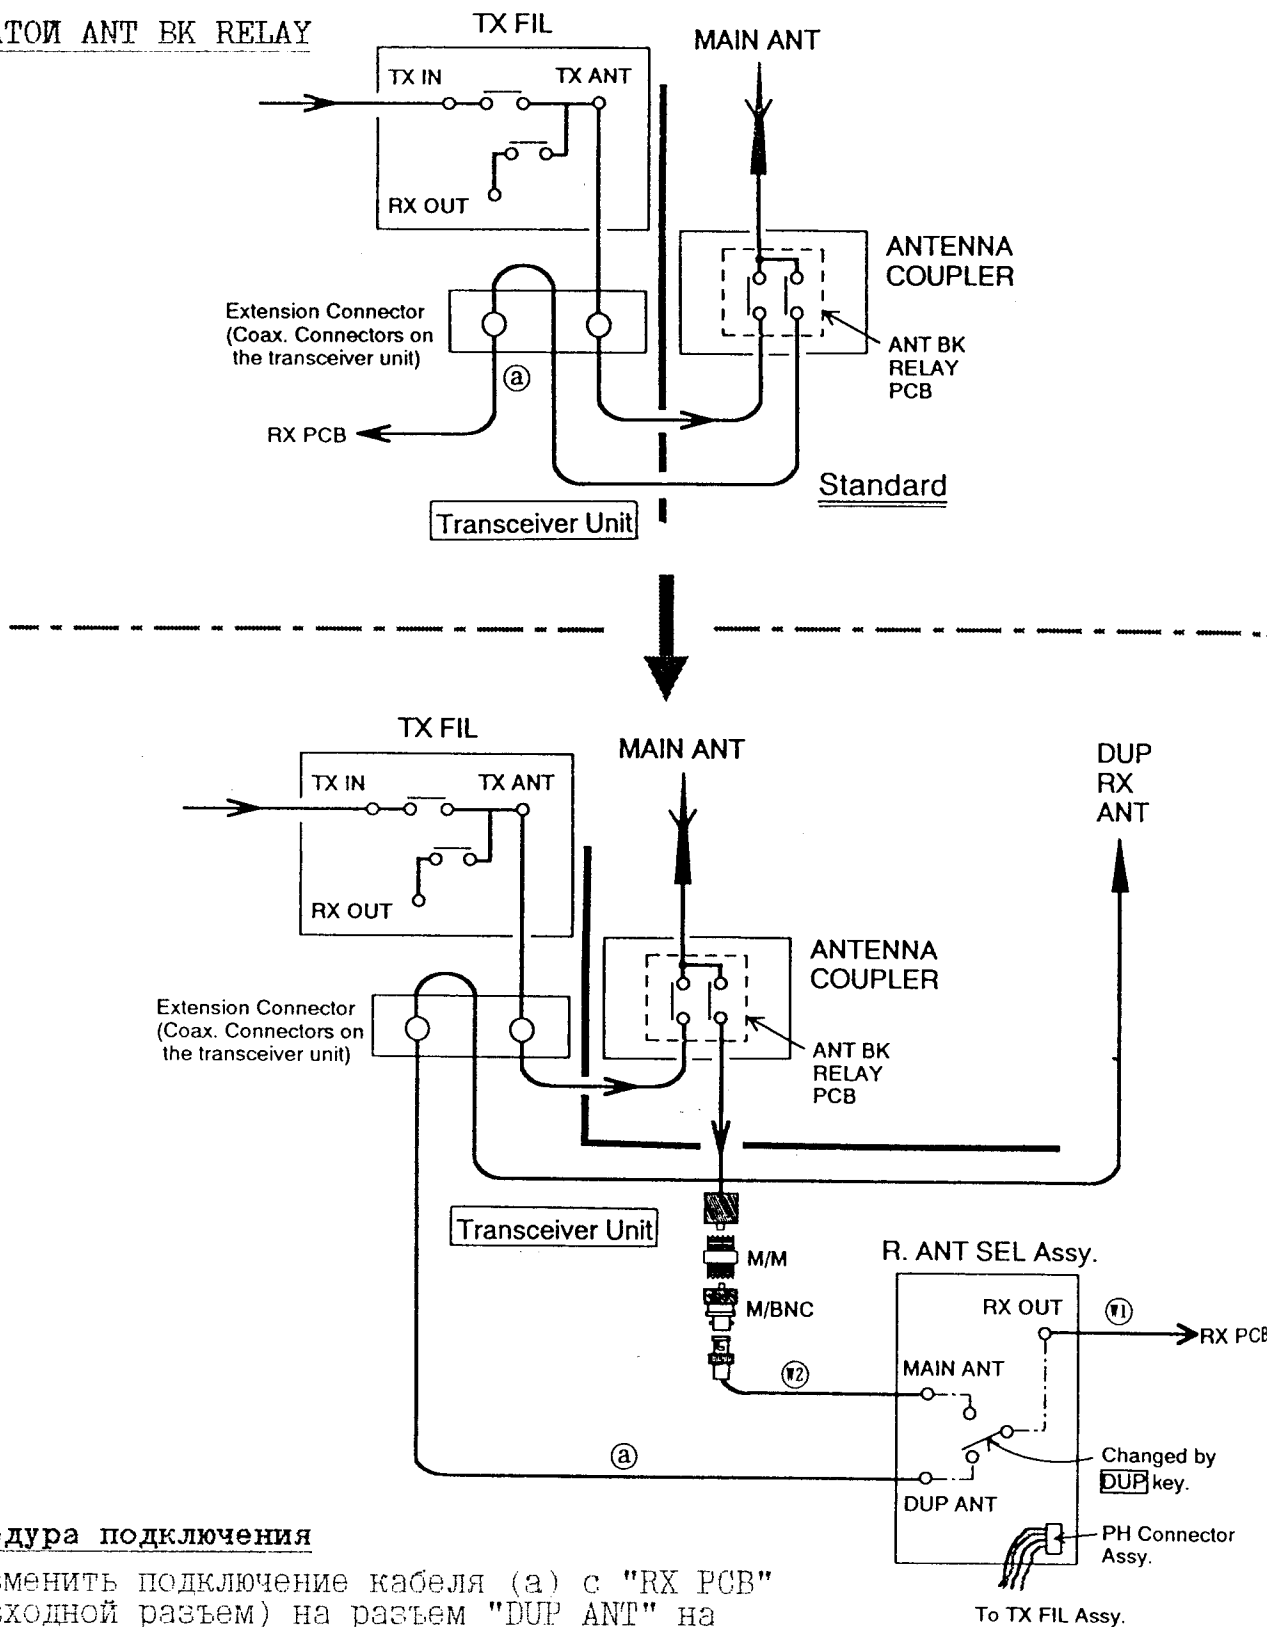 АТОЙ ANT BK RELAY
TX FIL
MAIN ANT
TX IN
TX ANT
RX OUT
ANTENNA
COUPLER
Extension Connector
(Coax. Connectors on
the transceiver unit)
ANT BK
RELAY
PCB
ⓐ
RX PCB
Standard
Transceiver Unit
TX FIL
MAIN ANT
DUP
RX
ANT
TX IN
TX ANT
RX OUT
ANTENNA
COUPLER
Extension Connector
(Coax. Connectors on
the transceiver unit)
ANT BK
RELAY
PCB
Transceiver Unit
M/M
M/BNC
R. ANT SEL Assy.
RX OUT
W1
RX PCB
MAIN ANT
W2
ⓐ
DUP ANT
Changed by
DUP key.
PH Connector
Assy.
To TX FIL Assy.
дура подключения
менить подключение кабеля (а) с "RX PCB"
ходной разъем) на разъем "DUP ANT" на